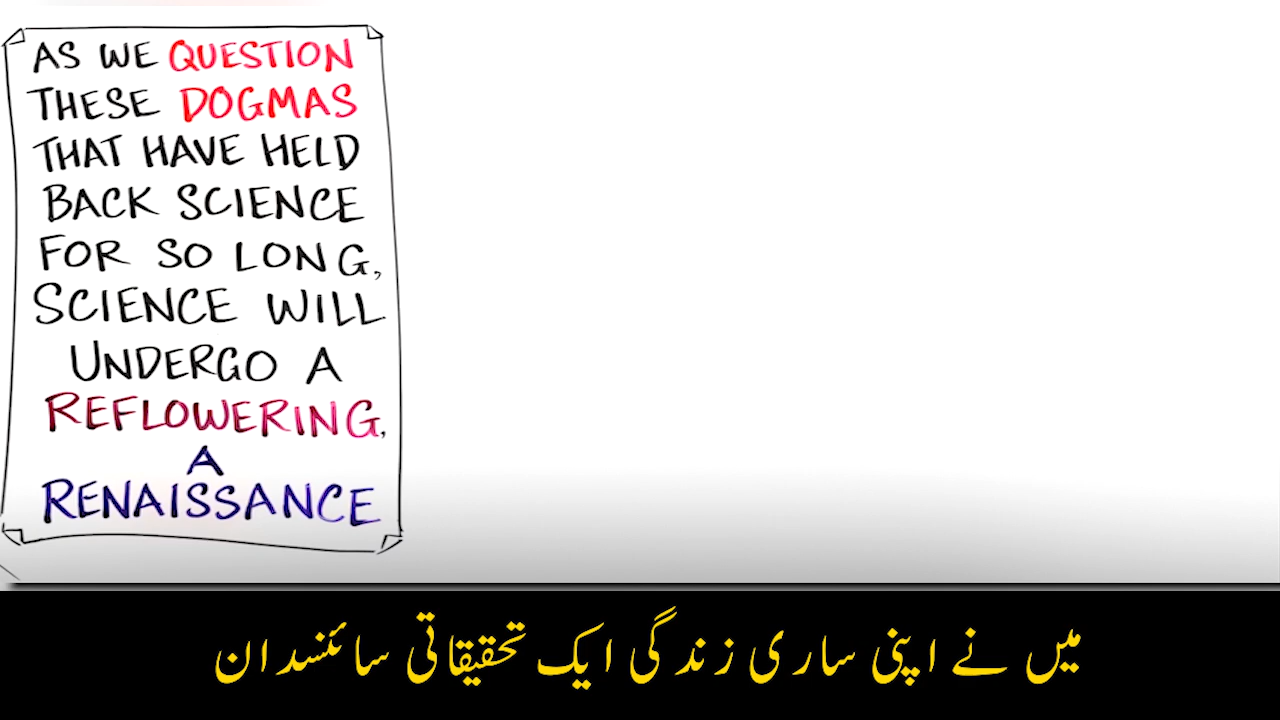 AS WE QUESTION
THESE DOGMAS
THAT HAVE HELD
BACK SCIENCE
FOR SO LONG,
SCIENCE WILL
UNDERGO A
REFLOWERING,
A
RENAISSANCE
میں نے اپنی ساری زندگی ایک تحقیقاتی سائنسدان